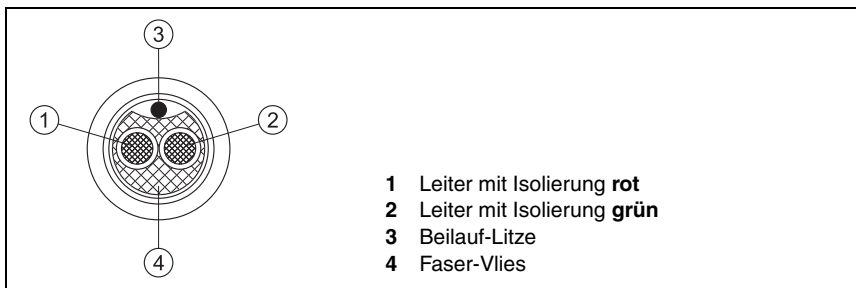 3
1
2
4
1 Leiter mit Isolierung rot
2 Leiter mit Isolierung grün
3 Beilauf-Litze
4 Faser-Vlies